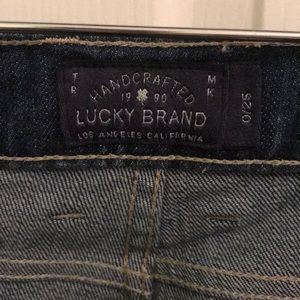 TR
HANDCRAFTED
MK
19 90
LUCKY BRAND
LOS ANGELES CALIFORNIA
0/25